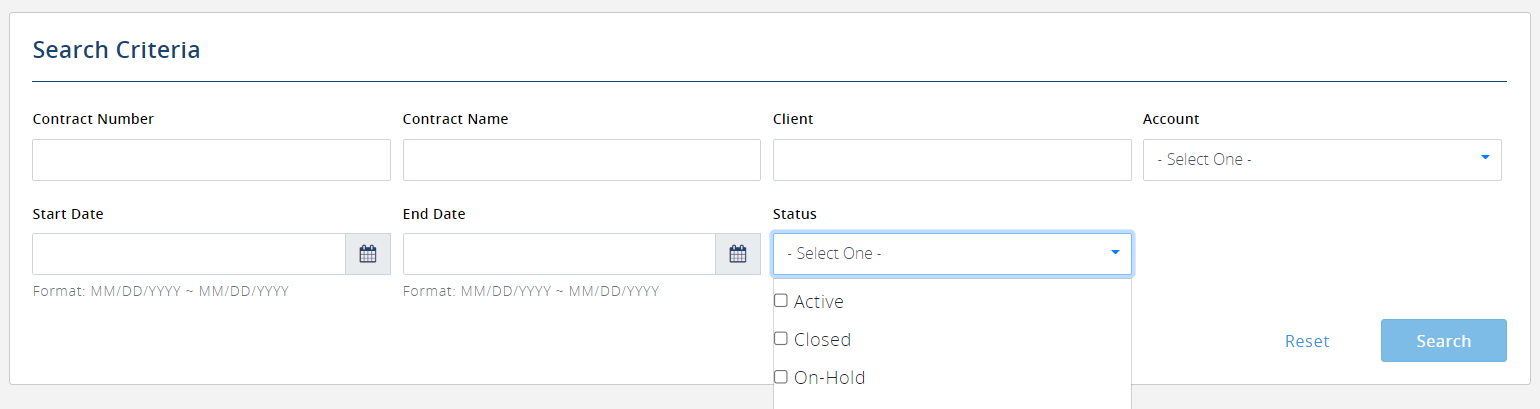 Search Criteria
Contract Number
Contract Name
Client
Account
- Select One -
Start Date
End Date
Status
- Select One -
Format: MM/DD/YYYY ~ MM/DD/YYYY
Format: MM/DD/YYYY ~ MM/DD/YYYY
Active
Closed
On-Hold
Reset
Search